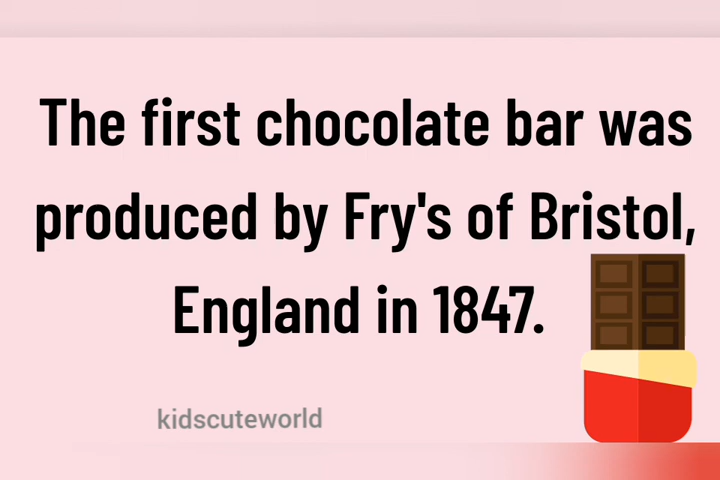 The first chocolate bar was
produced by Fry's of Bristol,
England in 1847.
kidscuteworld